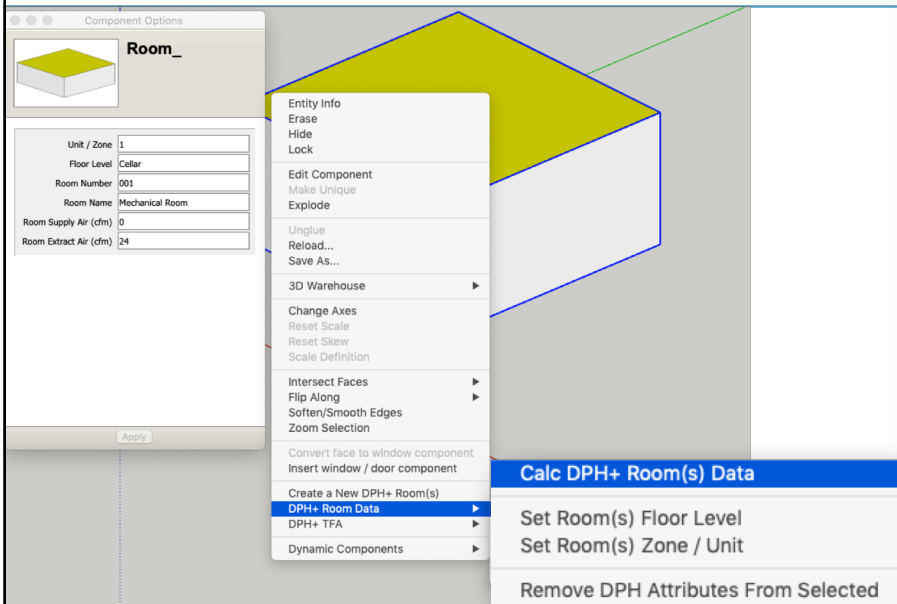 Component Options
Room_
Unit / Zone 1
Floor Level Cellar
Room Number 001
Room Name Mechanical Room
Room Supply Air (cfm) 0
Room Extract Air (cfm) 24
Apply
Entity Info
Erase
Hide
Lock
Edit Component
Make Unique
Explode
Unglue
Reload...
Save As...
3D Warehouse
Change Axes
Reset Scale
Reset Skew
Scale Definition
Intersect Faces
Flip Along
Soften/Smooth Edges
Zoom Selection
Convert face to window component
Insert window / door component
Create a New DPH+ Room(s)
DPH+ Room Data
DPH+ TFA
Dynamic Components
Calc DPH+ Room(s) Data
Set Room(s) Floor Level
Set Room(s) Zone / Unit
Remove DPH Attributes From Selected